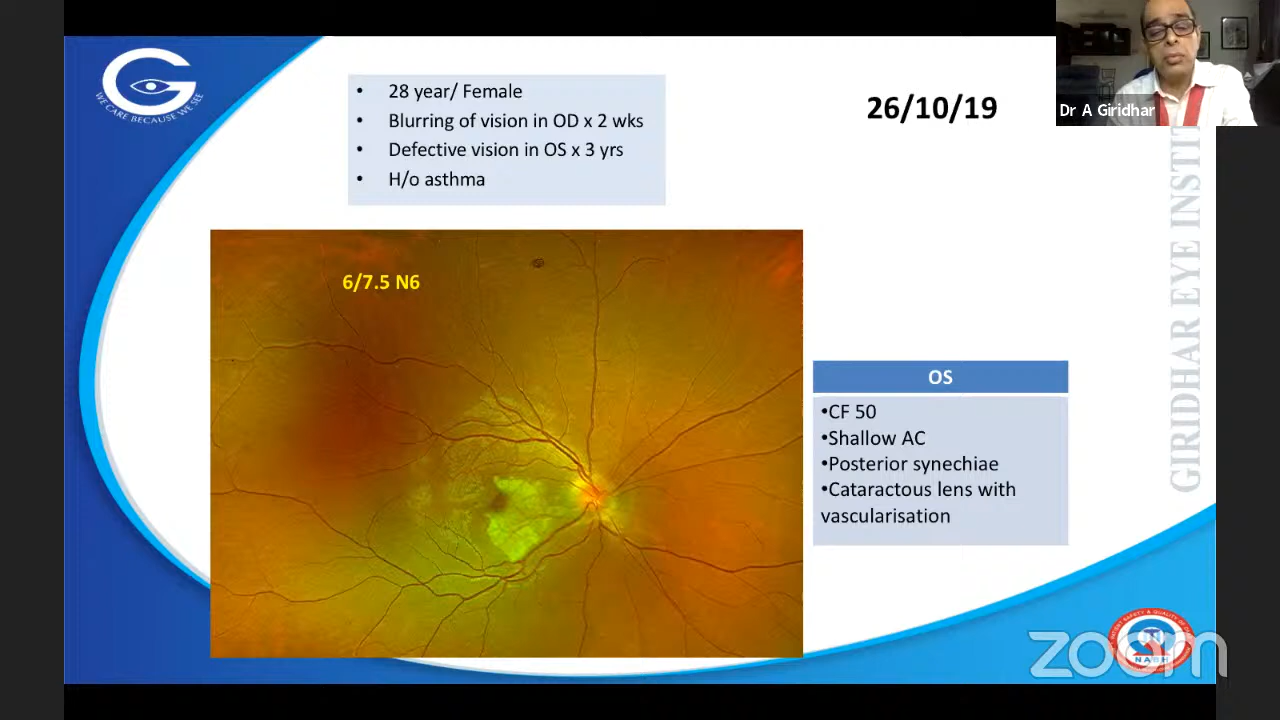 WE CARE BECAUSE WE SEE
• 28 year/ Female
• Blurring of vision in OD x 2 wks
• Defective vision in OS x 3 yrs
• H/o asthma
26/10/19
Dr A Giridhar
6/7.5 N6
OS
•CF 50
•Shallow AC
•Posterior synechiae
•Cataractous lens with
vascularisation
GIRIDHAR EYE INSTIT
NABH
zoom